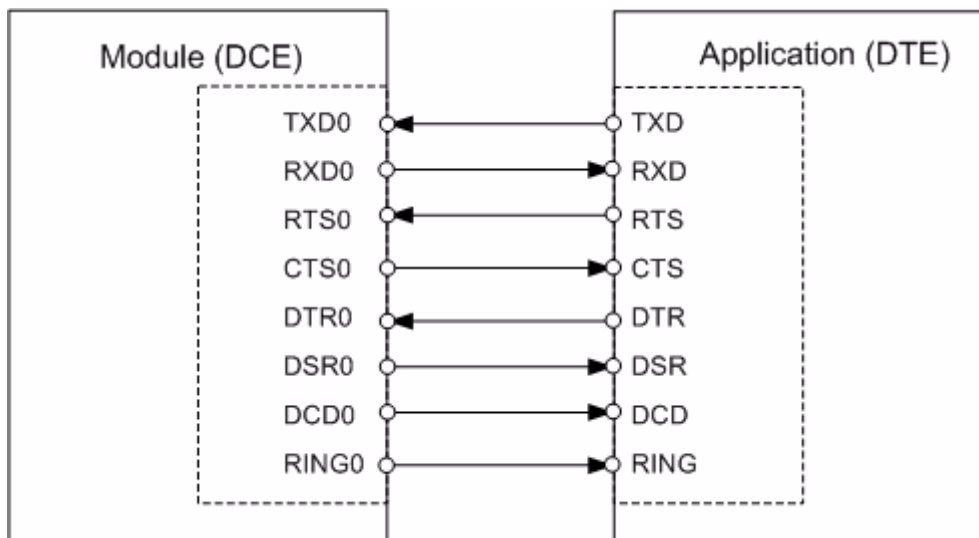 Module (DCE)
Application (DTE)
TXD0
TXD
RXD0
RXD
RTS0
RTS
CTS0
CTS
DTR0
DTR
DSR0
DSR
DCD0
DCD
RING0
RING